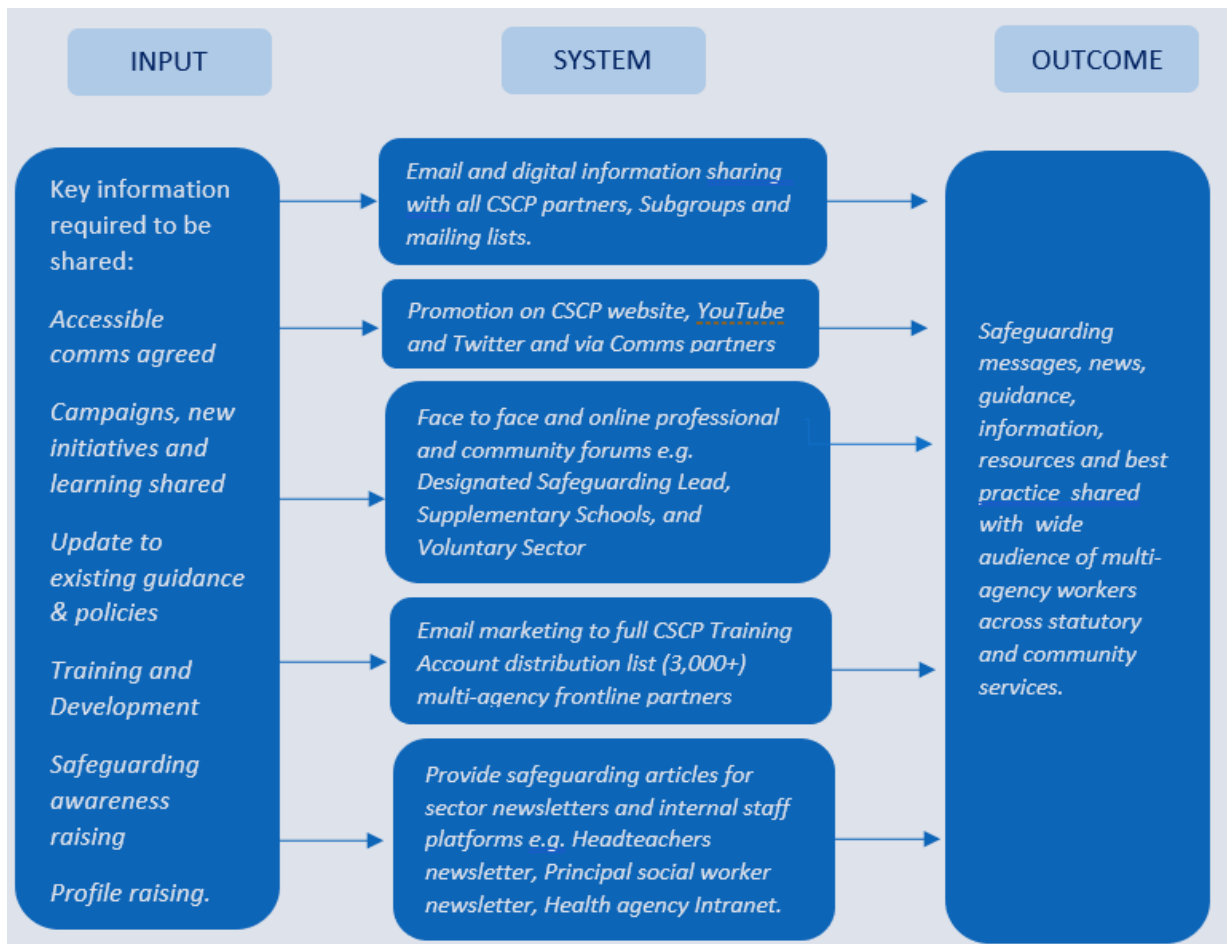 INPUT
SYSTEM
OUTCOME
Key information
required to be
shared:
Accessible
comms agreed
Campaigns, new
initiatives and
learning shared
Update to
existing guidance
& policies
Training and
Development
Safeguarding
awareness
raising
Profile raising.
Email and digital information sharing
with all CSCP partners, Subgroups and
mailing lists.
Promotion on CSCP website, YouTube
and Twitter and via Comms partners
Face to face and online professional
and community forums e.g.
Designated Safeguarding Lead,
Supplementary Schools, and
Voluntary Sector
Email marketing to full CSCP Training
Account distribution list (3,000+)
multi-agency frontline partners
Provide safeguarding articles for
sector newsletters and internal staff
platforms e.g. Headteachers
newsletter, Principal social worker
newsletter, Health agency Intranet.
Safeguarding
messages, news,
guidance,
information,
resources and best
practice shared
with wide
audience of multi-
agency workers
across statutory
and community
services.